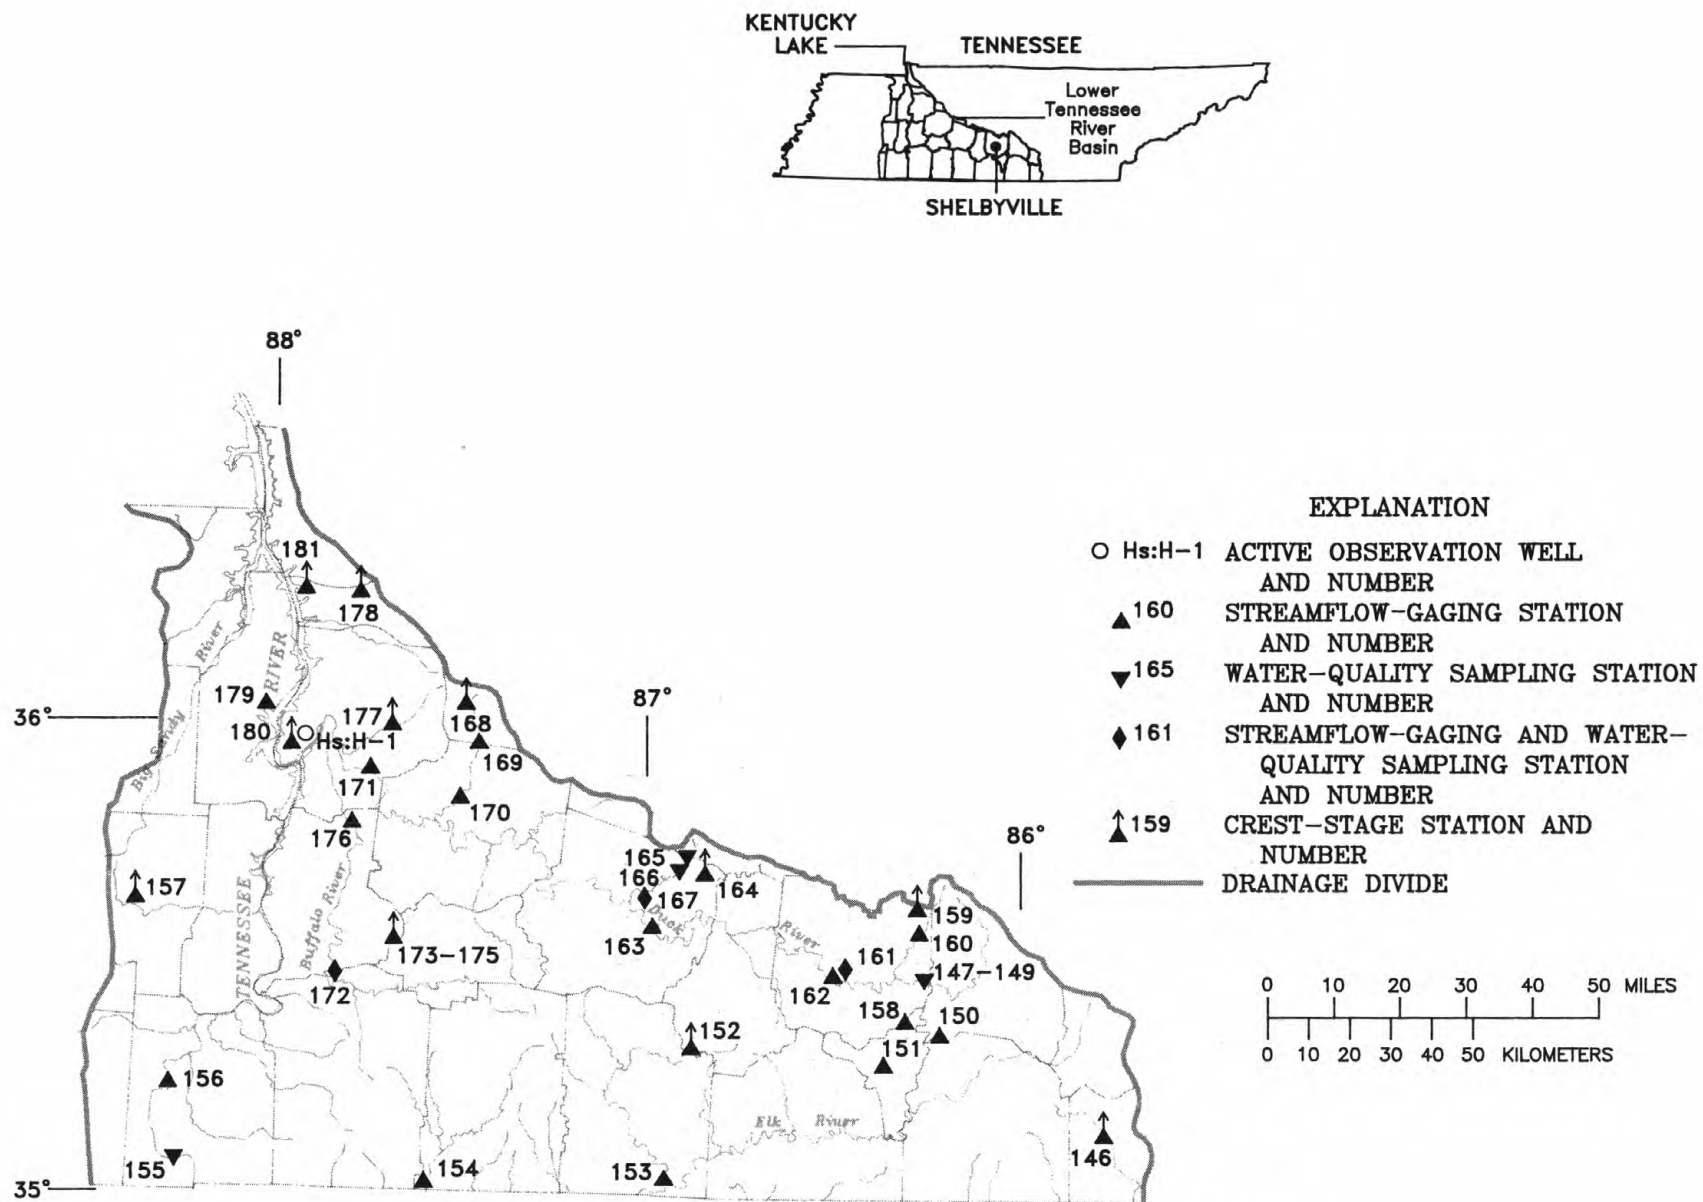 KENTUCKY
LAKE
TENNESSEE
Lower
Tennessee
River
Basin
SHELBYVILLE
88°
EXPLANATION
Hs:H-1 ACTIVE OBSERVATION WELL
AND NUMBER
160 STREAMFLOW-GAGING STATION
AND NUMBER
165 WATER-QUALITY SAMPLING STATION
AND NUMBER
161 STREAMFLOW-GAGING AND WATER-
QUALITY SAMPLING STATION
AND NUMBER
159 CREST-STAGE STATION AND
NUMBER
DRAINAGE DIVIDE
181
178
River
RIVER
179
36°
180
Hs:H-1
177
168
87°
Big Sandy
171
169
170
176
86°
165
166
167
164
157
TENNESSEE
Buffalo River
Duck
River
163
159
160
173-175
161
147-149
172
162
158
150
152
151
156
Elk River
155
154
153
146
35°
0 10 20 30 40 50 MILES
0 10 20 30 40 50 KILOMETERS